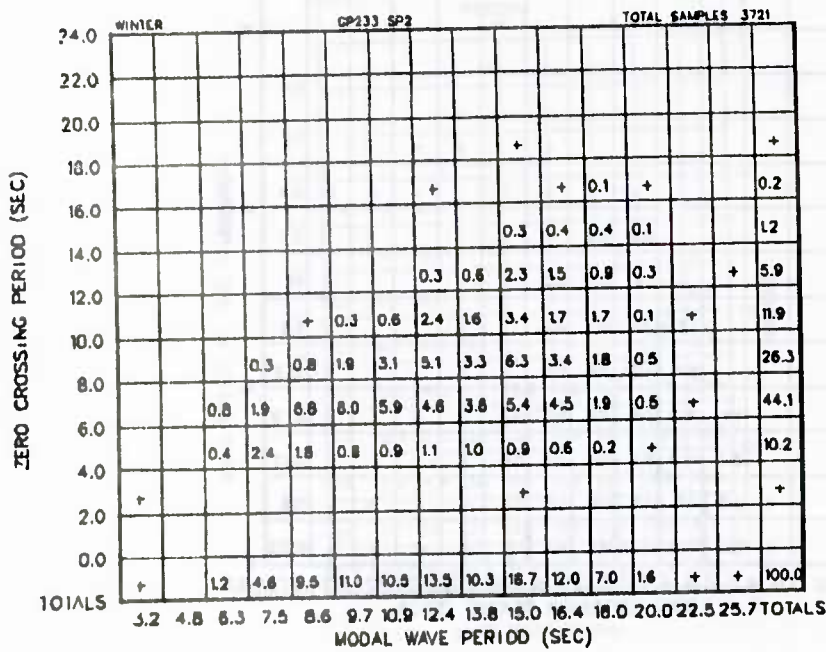 WINTER GP233 SP2 TOTAL SAMPLES 3721
24.0
22.0
20.0
+ +
18.0
+ + 0.1 + 0.2
16.0
0.3 0.4 0.4 0.1 1.2
14.0
0.3 0.6 2.3 1.5 0.9 0.3 + 5.9
12.0
+ 0.3 0.6 2.4 1.6 3.4 1.7 1.7 0.1 + 11.9
10.0
0.3 0.8 1.9 3.1 5.1 3.3 6.3 3.4 1.8 0.5 26.3
8.0
0.8 1.9 6.8 8.0 5.9 4.6 3.8 5.4 4.5 1.9 0.5 + 44.1
6.0
0.4 2.4 1.8 0.8 0.9 1.1 1.0 0.9 0.6 0.2 + 10.2
4.0
+ + +
2.0
0.0
+ 1.2 4.6 9.5 11.0 10.5 13.5 10.3 18.7 12.0 7.0 1.6 + + 100.0
TOTALS
3.2 4.8 6.3 7.5 8.6 9.7 10.9 12.4 13.8 15.0 16.4 18.0 20.0 22.5 25.7 TOTALS
MODAL WAVE PERIOD (SEC)
ZERO CROSSING PERIOD (SEC)